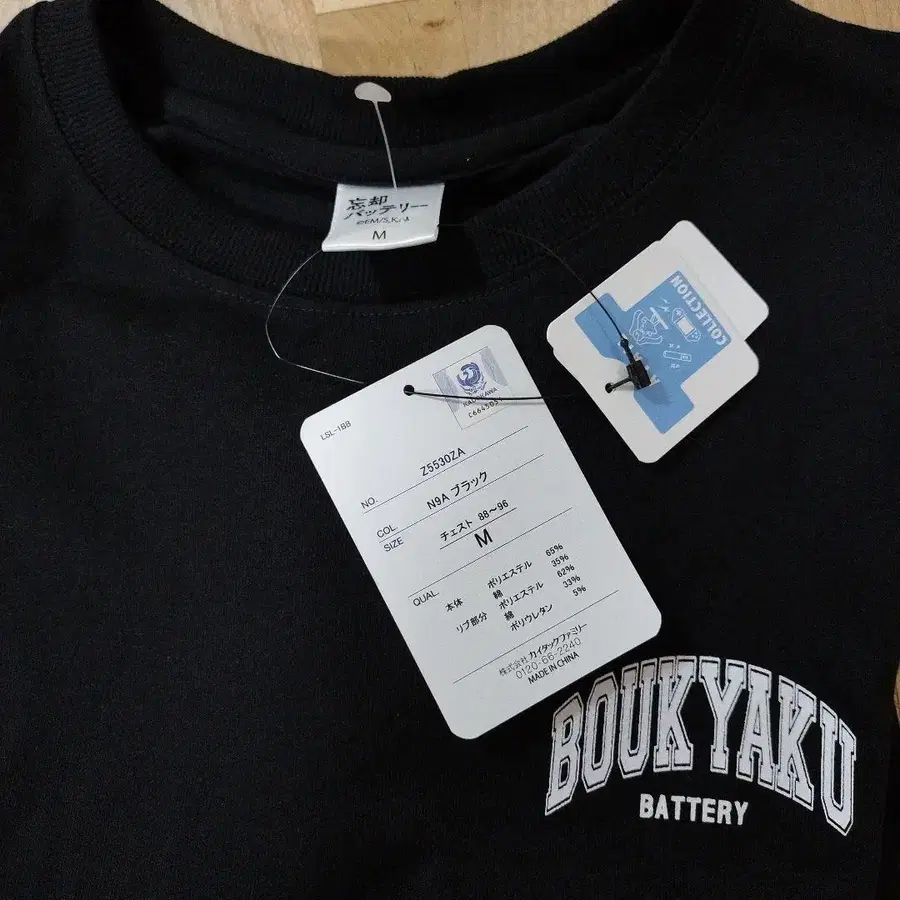 忘却
バッテリー
M
COLLECTION
KADOKAWA
LSL-1BB
NO. Z5530ZA
COL. N9A ブラック
SIZE チェスト 88～96
M
QUAL.
本体 ポリエステル 65%
綿 35%
リブ部分 ポリエステル 62%
綿 33%
ポリウレタン 5%
株式会社 カイタックファミリー
0120-66-2240
MADE IN CHINA
BOUKYAKU
BATTERY